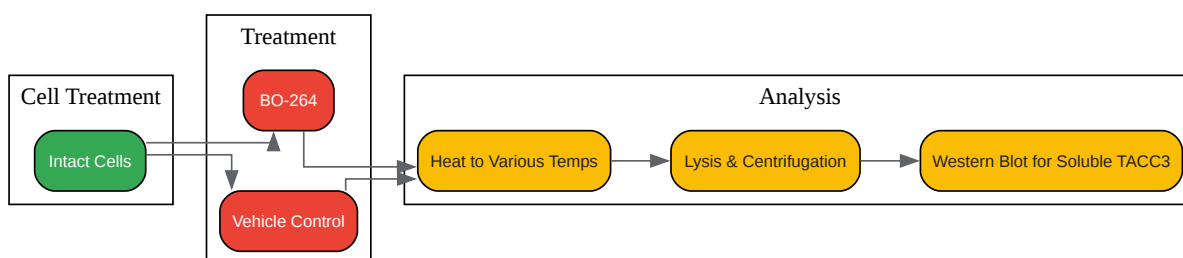 Cell Treatment
Intact Cells
Treatment
BO-264
Vehicle Control
Analysis
Heat to Various Temps
Lysis & Centrifugation
Western Blot for Soluble TACC3